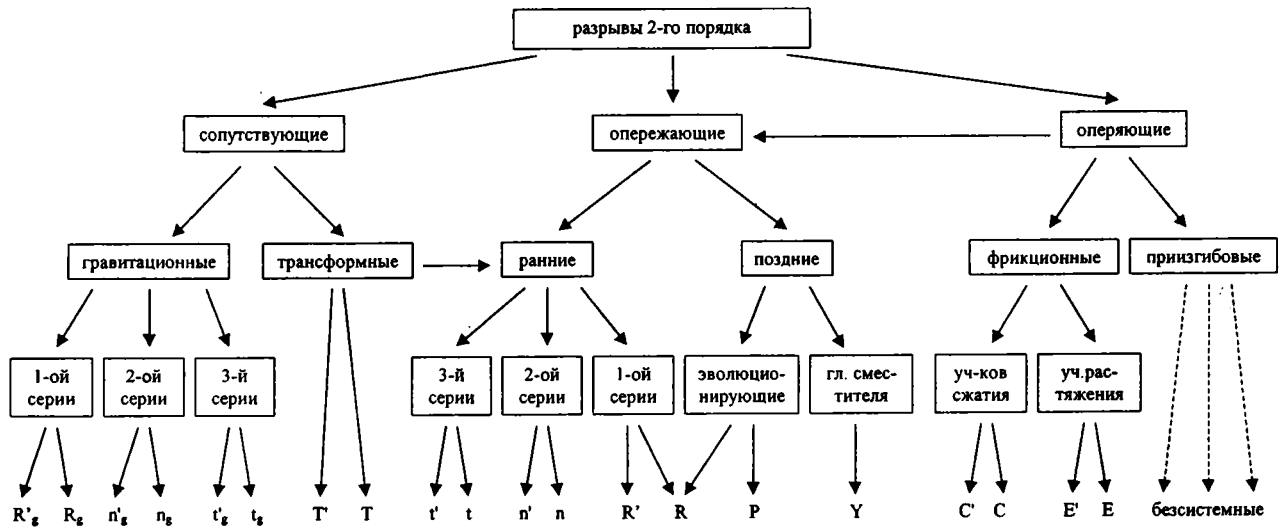 разрывы 2-го порядка
сопутствующие
опережающие
оперяющие
гравитационные
трансформные
ранние
поздние
фрикционные
приизгибовые
1-ой
серии
2-ой
серии
3-й
серии
3-й
серии
2-ой
серии
1-ой
серии
эволюцио-
нирующие
гл. смес-
тителя
уч-ков
сжатия
уч.рас-
тяжения
R'g Rg n'g ng t'g tg T' T t' t n' n R' R P Y C' C E' E безсистемные